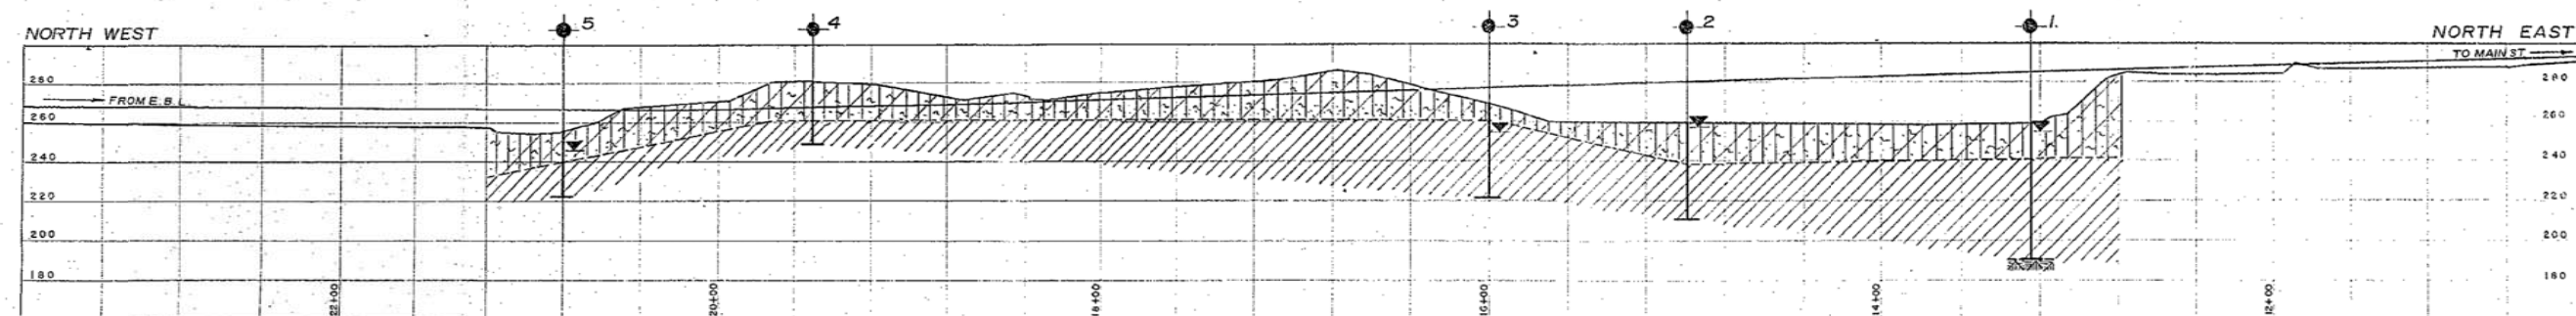 5 4 3 2 1.
NORTH WEST NORTH EAST
TO MAIN ST.
280 280
FROM E. B. L.
260 260
240 240
220 220
200 200
180 180
22+00 20+00 18+00 16+00 14+00 12+00